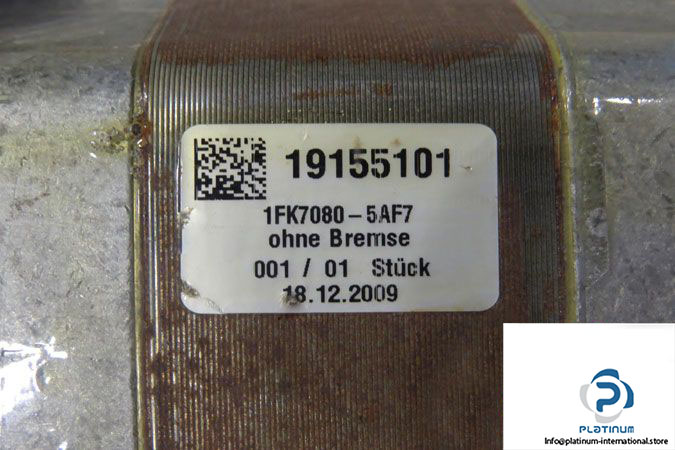 19155101
1FK7080-5AF7
ohne Bremse
001 / 01 Stück
18.12.2009
PLATINUM
Info@platinum-international.store